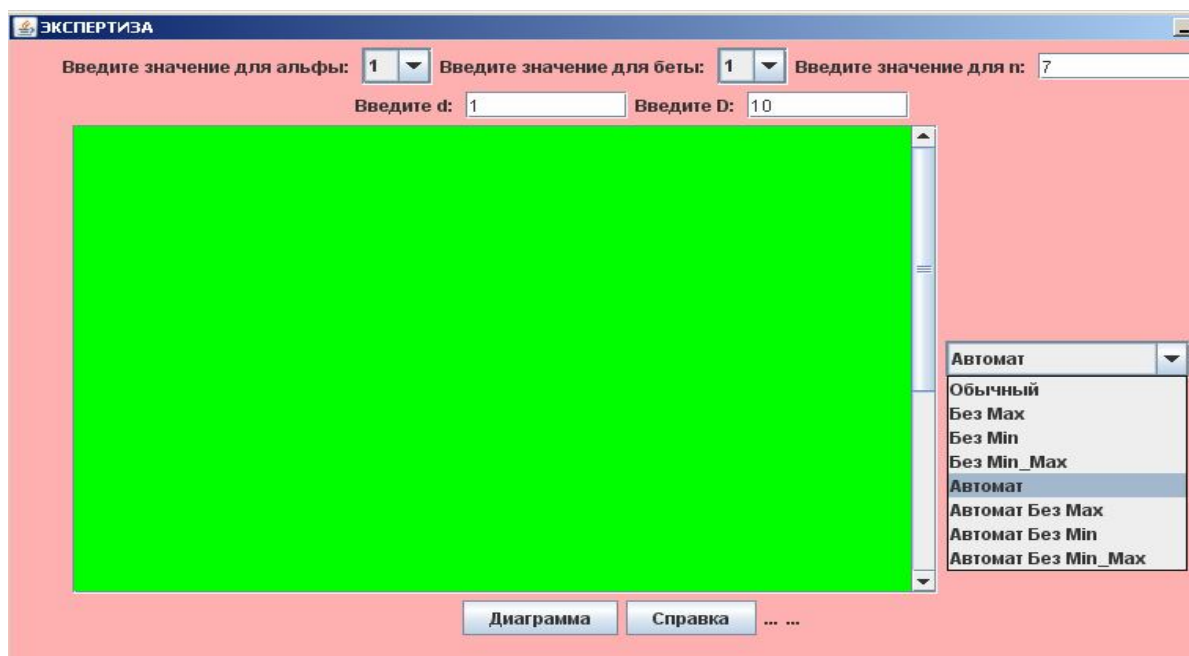 ЭКСПЕРТИЗА
Введите значение для альфы: 1 Введите значение для беты: 1 Введите значение для n: 7
Введите d: 1 Введите D: 10
Автомат
Обычный
Без Max
Без Min
Без Min_Max
Автомат
Автомат Без Max
Автомат Без Min
Автомат Без Min_Max
Диаграмма Справка ... ...